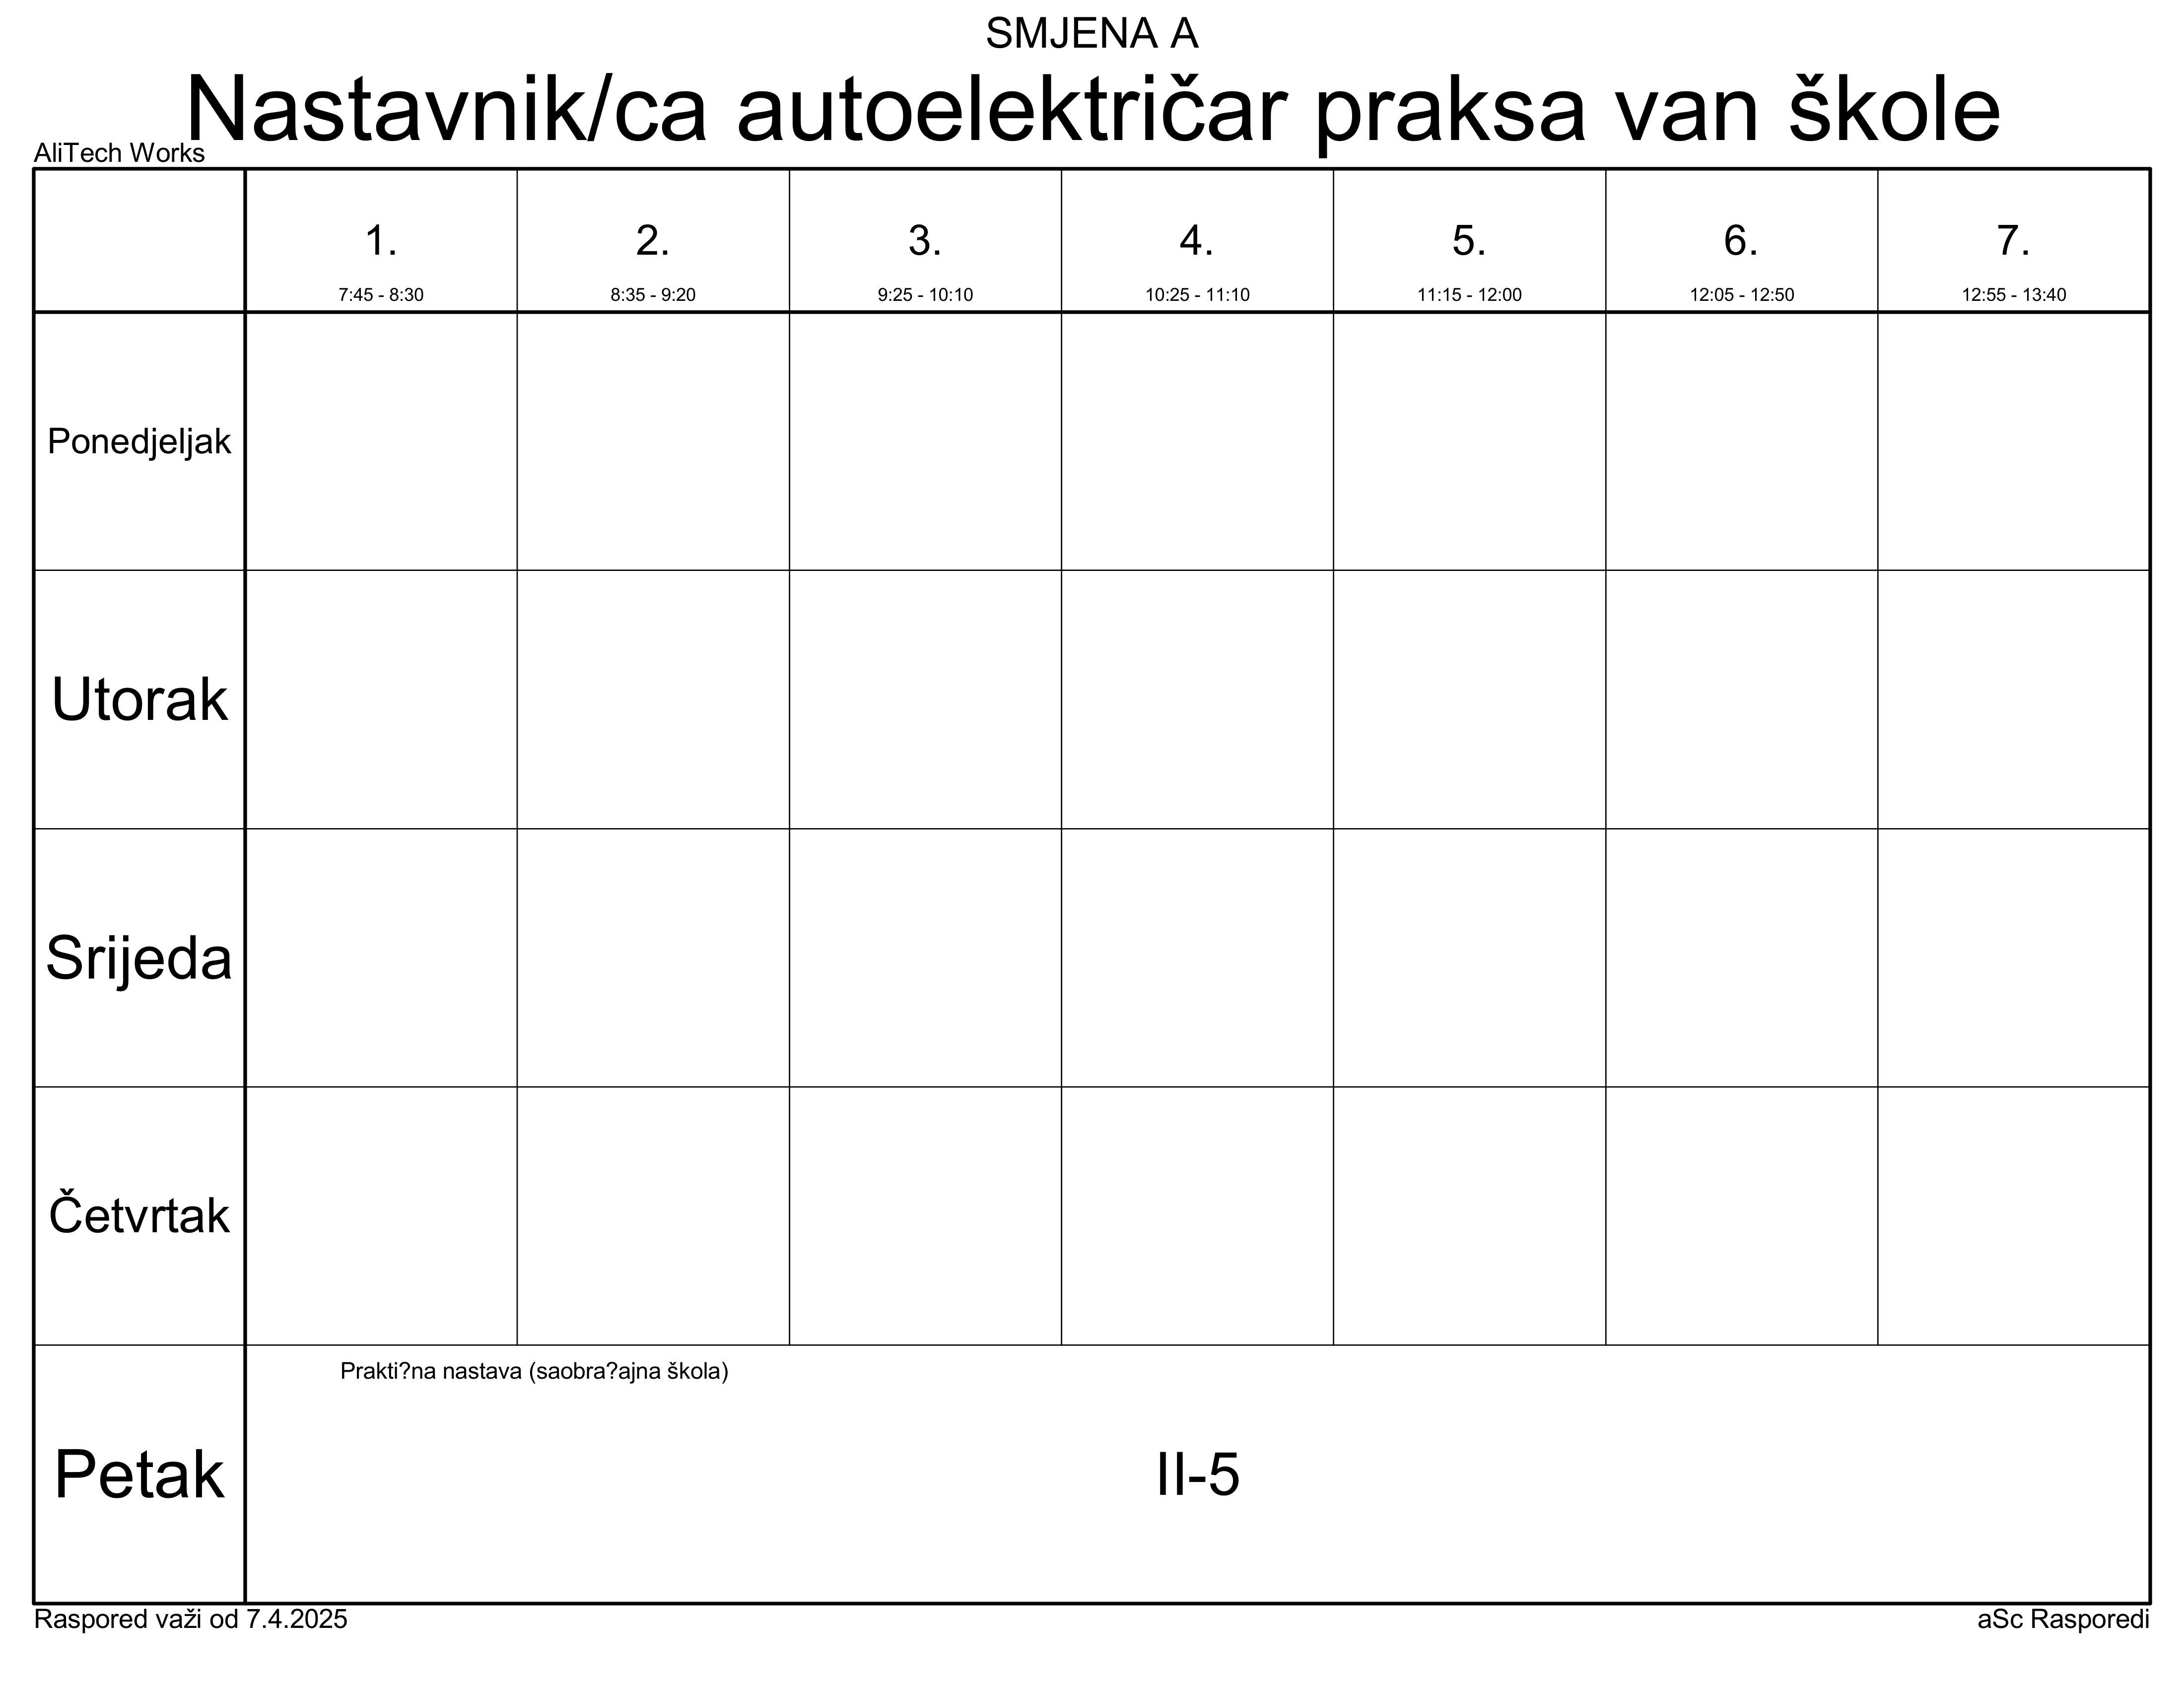 SMJENA A
Nastavnik/ca autoelektričar praksa van škole
AliTech Works
1.
7:45 - 8:30
2.
8:35 - 9:20
3.
9:25 - 10:10
4.
10:25 - 11:10
5.
11:15 - 12:00
6.
12:05 - 12:50
7.
12:55 - 13:40
Ponedjeljak
Utorak
Srijeda
Četvrtak
Petak
Prakti?na nastava (saobra?ajna škola)
II-5
Raspored važi od 7.4.2025
aSc Rasporedi